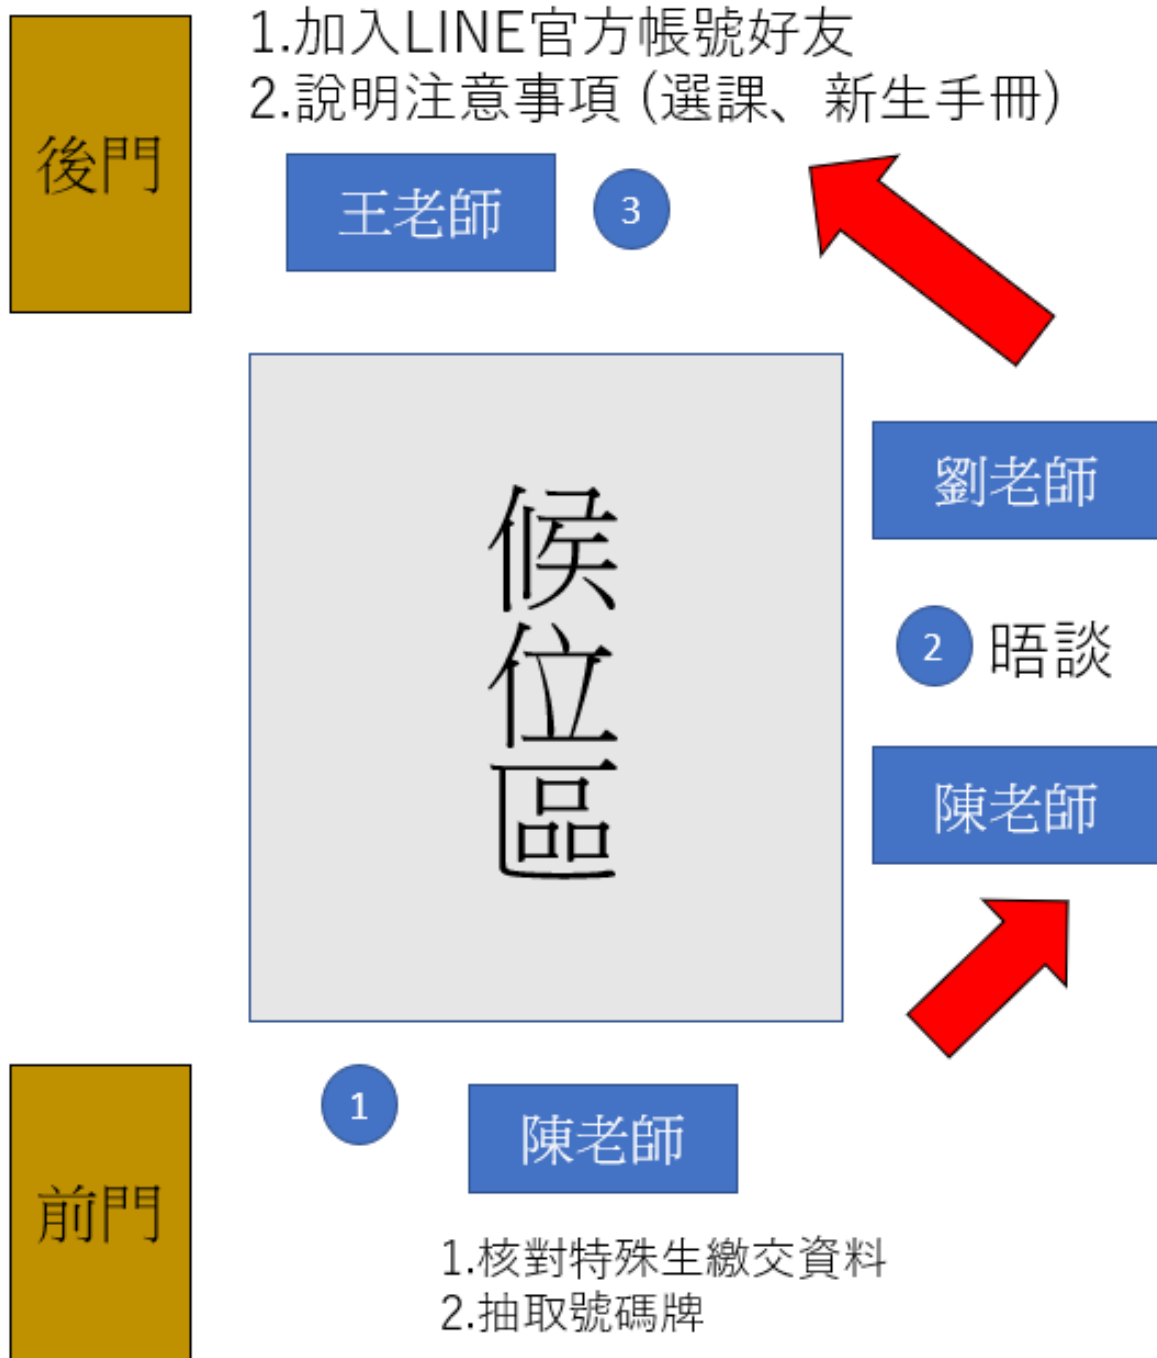 1.加入LINE官方帳號好友
2.說明注意事項 (選課、新生手冊)
後門
王老師
3
候位區
劉老師
2
晤談
陳老師
1
陳老師
前門
1.核對特殊生繳交資料
2.抽取號碼牌